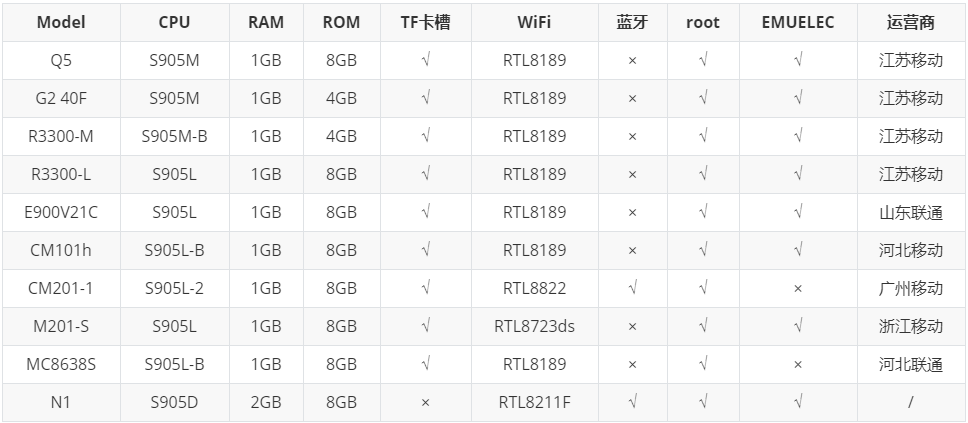 Model CPU RAM ROM TF卡槽 WiFi 蓝牙 root EMUELEC 运营商
Q5 S905M 1GB 8GB √ RTL8189 × √ √ 江苏移动
G2 40F S905M 1GB 4GB √ RTL8189 × √ √ 江苏移动
R3300-M S905M-B 1GB 4GB √ RTL8189 × √ √ 江苏移动
R3300-L S905L 1GB 8GB √ RTL8189 × √ √ 江苏移动
E900V21C S905L 1GB 8GB √ RTL8189 × √ √ 山东联通
CM101h S905L-B 1GB 8GB √ RTL8189 × √ √ 河北移动
CM201-1 S905L-2 1GB 8GB √ RTL8822 √ √ × 广州移动
M201-S S905L 1GB 8GB √ RTL8723ds × √ √ 浙江移动
MC8638S S905L-B 1GB 8GB √ RTL8189 × √ × 河北联通
N1 S905D 2GB 8GB × RTL8211F √ √ √ /